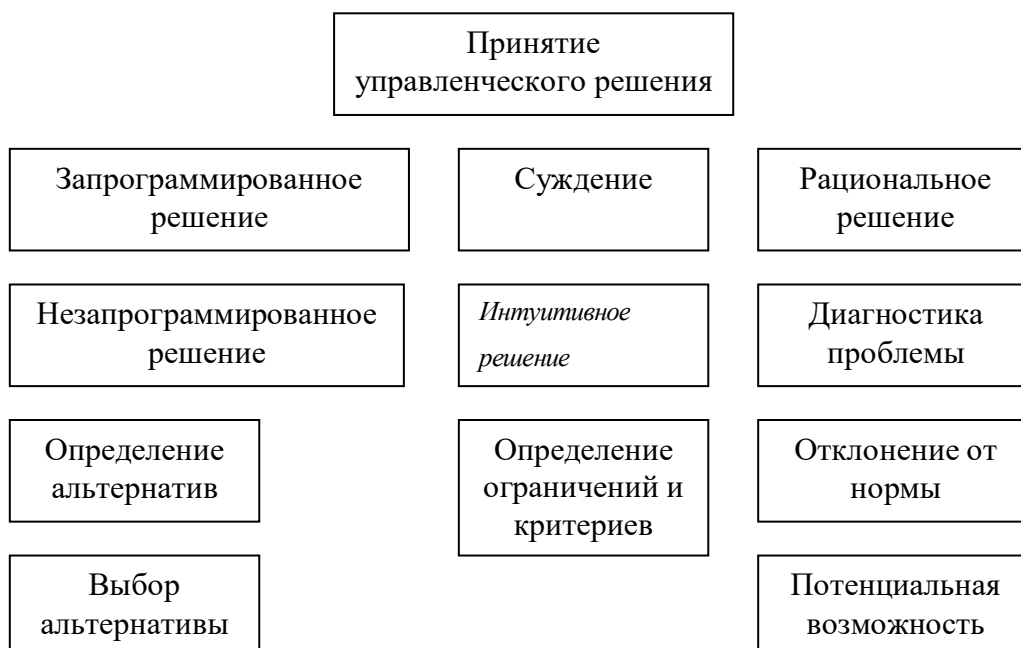 Принятие
управленческого решения
Запрограммированное
решение
Суждение
Рациональное
решение
Незапрограммированное
решение
Интуитивное
решение
Диагностика
проблемы
Определение
альтернатив
Определение
ограничений и
критериев
Отклонение от
нормы
Выбор
альтернативы
Потенциальная
возможность